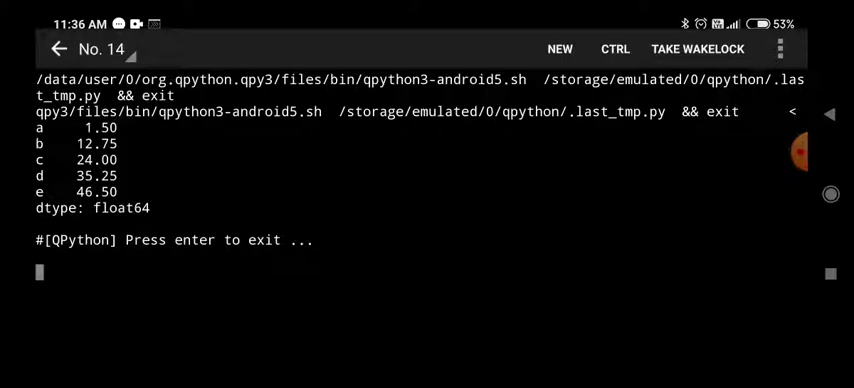 11:36 AM 53%
No. 14 NEW CTRL TAKE WAKELOCK
/data/user/0/org.qpython.qpy3/files/bin/qpython3-android5.sh /storage/emulated/0/qpython/.las
t_tmp.py && exit
qpy3/files/bin/qpython3-android5.sh /storage/emulated/0/qpython/.last_tmp.py && exit <
a 1.50
b 12.75
c 24.00
d 35.25
e 46.50
dtype: float64
#[QPython] Press enter to exit ...